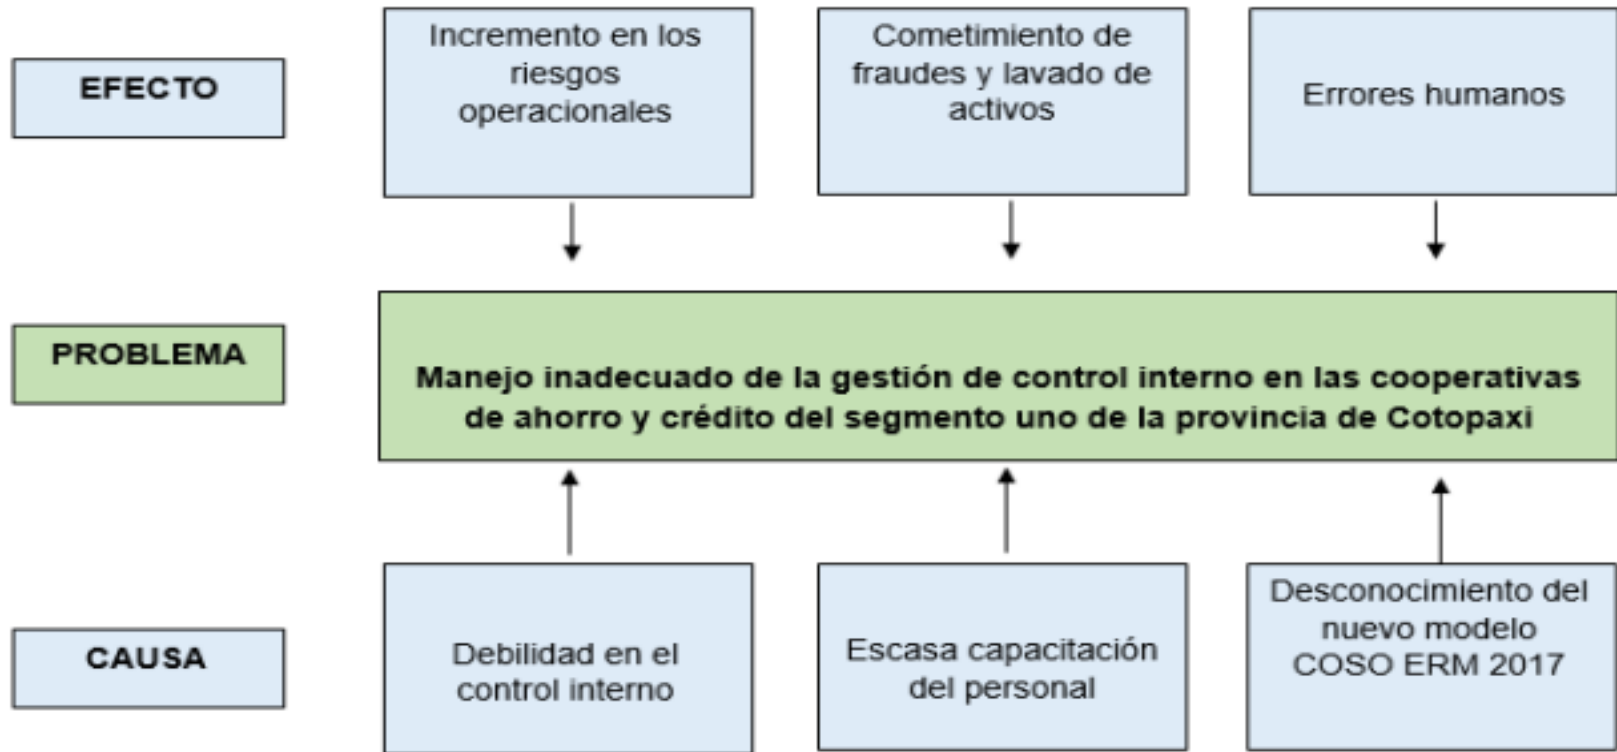 EFECTO
Incremento en los
riesgos
operacionales
Cometimiento de
fraudes y lavado de
activos
Errores humanos
PROBLEMA
Manejo inadecuado de la gestión de control interno en las cooperativas
de ahorro y crédito del segmento uno de la provincia de Cotopaxi
CAUSA
Debilidad en el
control interno
Escasa capacitación
del personal
Desconocimiento del
nuevo modelo
COSO ERM 2017